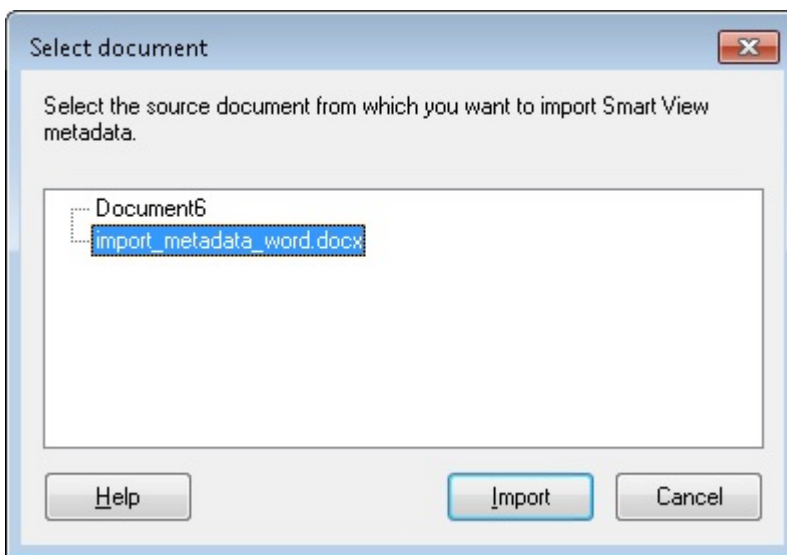 Select document
Select the source document from which you want to import Smart View
metadata.
Document6
import_metadata_word.docx
Help
Import
Cancel